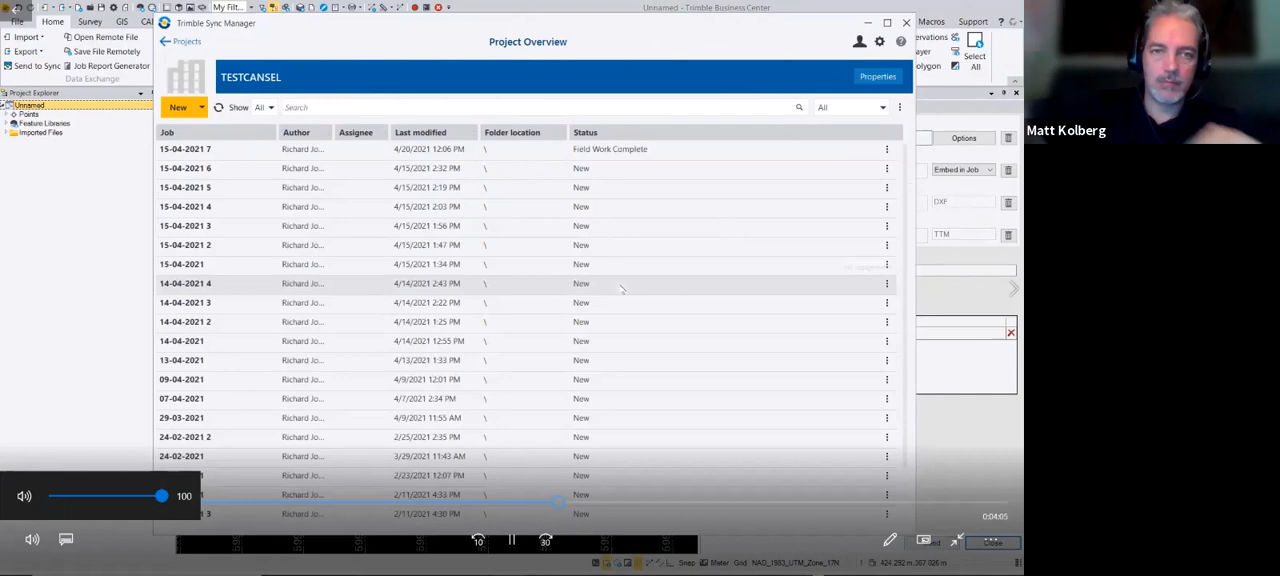 File Home Survey GIS My Filt... Unnamed - Trimble Business Center
Macros Support
Import Open Remote File
Export Save File Remotely
Send to Sync Job Report Generator
Data Exchange
Select
All
Project Explorer
Unnamed
Points
Feature Libraries
Imported Files
Trimble Sync Manager
Projects
Project Overview
TESTCANSEL
Properties
New Show All Search All
Job Author Assignee Last modified Folder location Status
15-04-2021 7 Richard Jo... 4/20/2021 12:06 PM \ Field Work Complete
15-04-2021 6 Richard Jo... 4/15/2021 2:32 PM \ New
15-04-2021 5 Richard Jo... 4/15/2021 2:19 PM \ New
15-04-2021 4 Richard Jo... 4/15/2021 2:03 PM \ New
15-04-2021 3 Richard Jo... 4/15/2021 1:56 PM \ New
15-04-2021 2 Richard Jo... 4/15/2021 1:47 PM \ New
15-04-2021 Richard Jo... 4/15/2021 1:34 PM \ New
14-04-2021 4 Richard Jo... 4/14/2021 2:43 PM \ New
14-04-2021 3 Richard Jo... 4/14/2021 2:22 PM \ New
14-04-2021 2 Richard Jo... 4/14/2021 1:25 PM \ New
14-04-2021 Richard Jo... 4/14/2021 12:55 PM \ New
13-04-2021 Richard Jo... 4/13/2021 1:33 PM \ New
09-04-2021 Richard Jo... 4/9/2021 12:01 PM \ New
07-04-2021 Richard Jo... 4/7/2021 2:34 PM \ New
29-03-2021 Richard Jo... 4/9/2021 11:55 AM \ New
24-02-2021 2 Richard Jo... 2/25/2021 2:35 PM \ New
24-02-2021 Richard Jo... 3/29/2021 11:43 AM \ New
Richard Jo... 2/23/2021 12:07 PM \ New
Richard Jo... 2/11/2021 4:33 PM \ New
3 Richard Jo... 2/11/2021 4:30 PM \ New
Options
Embed in Job
DXF
TTM
Matt Kolberg
100
0:04:05
10
30
Close
Snap Meter Grid NAD_1983_UTM_Zone_17N